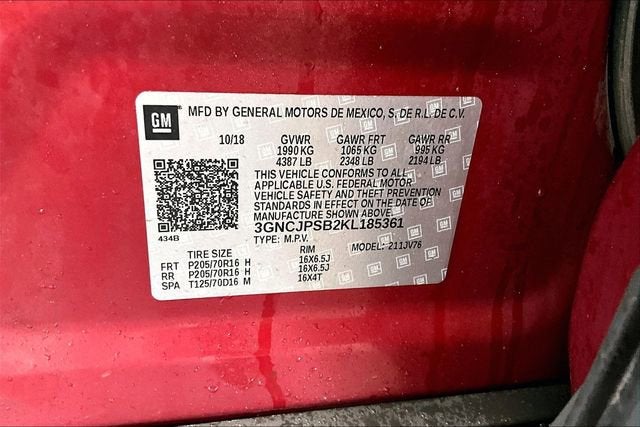 GM
MFD BY GENERAL MOTORS DE MEXICO, S. DE R.L. DE C.V.
10/18 GVWR GAWR FRT GAWR RR
1990 KG 1065 KG 995 KG
4387 LB 2348 LB 2194 LB
THIS VEHICLE CONFORMS TO ALL
APPLICABLE U.S. FEDERAL MOTOR
VEHICLE SAFETY AND THEFT PREVENTION
STANDARDS IN EFFECT ON THE DATE OF
MANUFACTURE SHOWN ABOVE.
3GNCJPSB2KL185361
434B
TYPE: M.P.V. MODEL: 211JV76
TIRE SIZE RIM
FRT P205/70R16 H 16X6.5J
RR P205/70R16 H 16X6.5J
SPA T125/70D16 M 16X4T